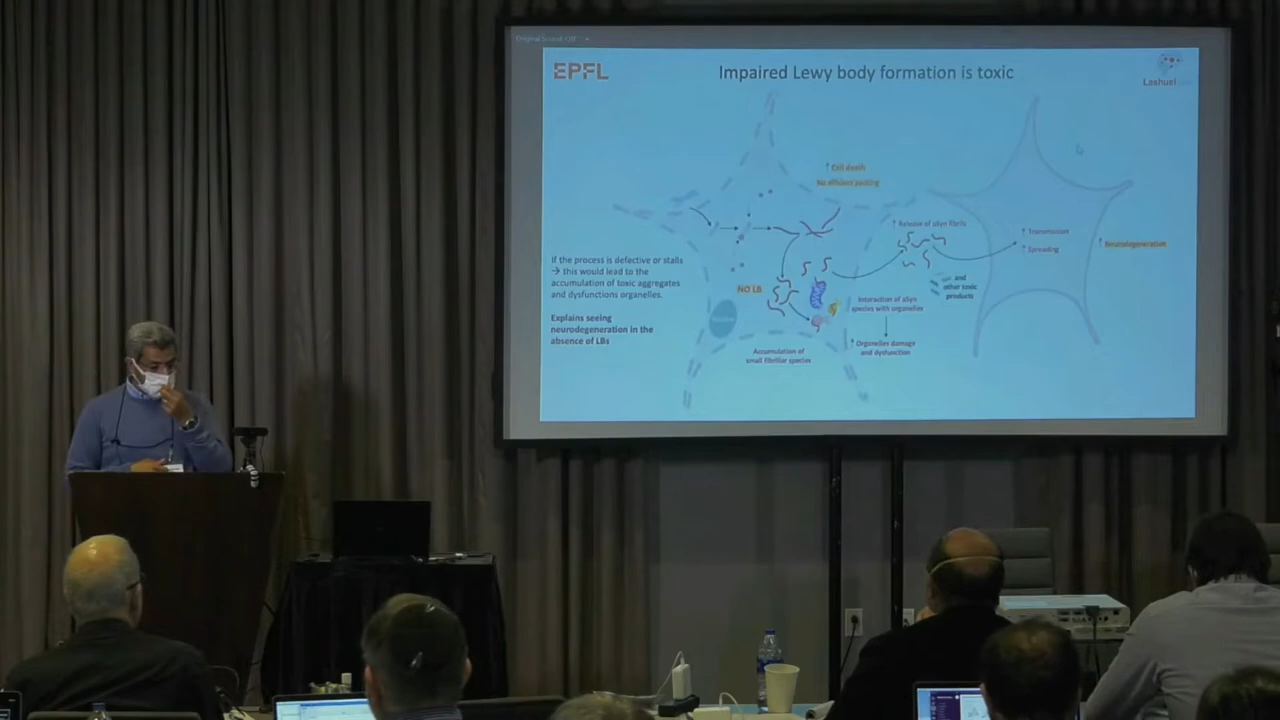 EPFL
Impaired Lewy body formation is toxic
Lashuel
↑ Cell death
No efficient packing
↑ Release of aSyn fibrils
↑ Transmission
↑ Spreading
↑ Neurodegeneration
If the process is defective or stalls
→ this would lead to the
accumulation of toxic aggregates
and dysfunctions organelles.
NO LB
and
other toxic
products
Interaction of aSyn
species with organelles
Explains seeing
neurodegeneration in the
absence of LBs
Accumulation of
small fibrillar species
↑ Organelles damage
and dysfunction